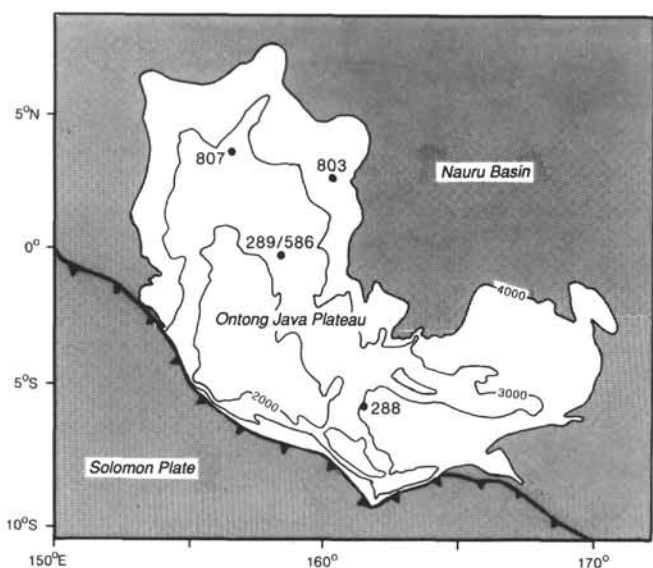 5°N
807
803
Nauru Basin
289/586
0°
4000
Ontong Java Plateau
5°S
2000
3000
288
Solomon Plate
10°S
150°E
160°
170°